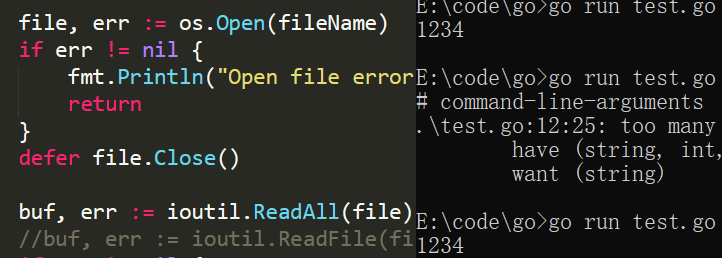 file, err := os.Open(fileName)
if err != nil {
fmt.Println("Open file error
return
}
defer file.Close()
buf, err := ioutil.ReadAll(file)
//buf, err := ioutil.ReadFile(fi
E:\code\go>go run test.go
1234
E:\code\go>go run test.go
# command-line-arguments
.\test.go:12:25: too many
have (string, int,
want (string)
E:\code\go>go run test.go
1234